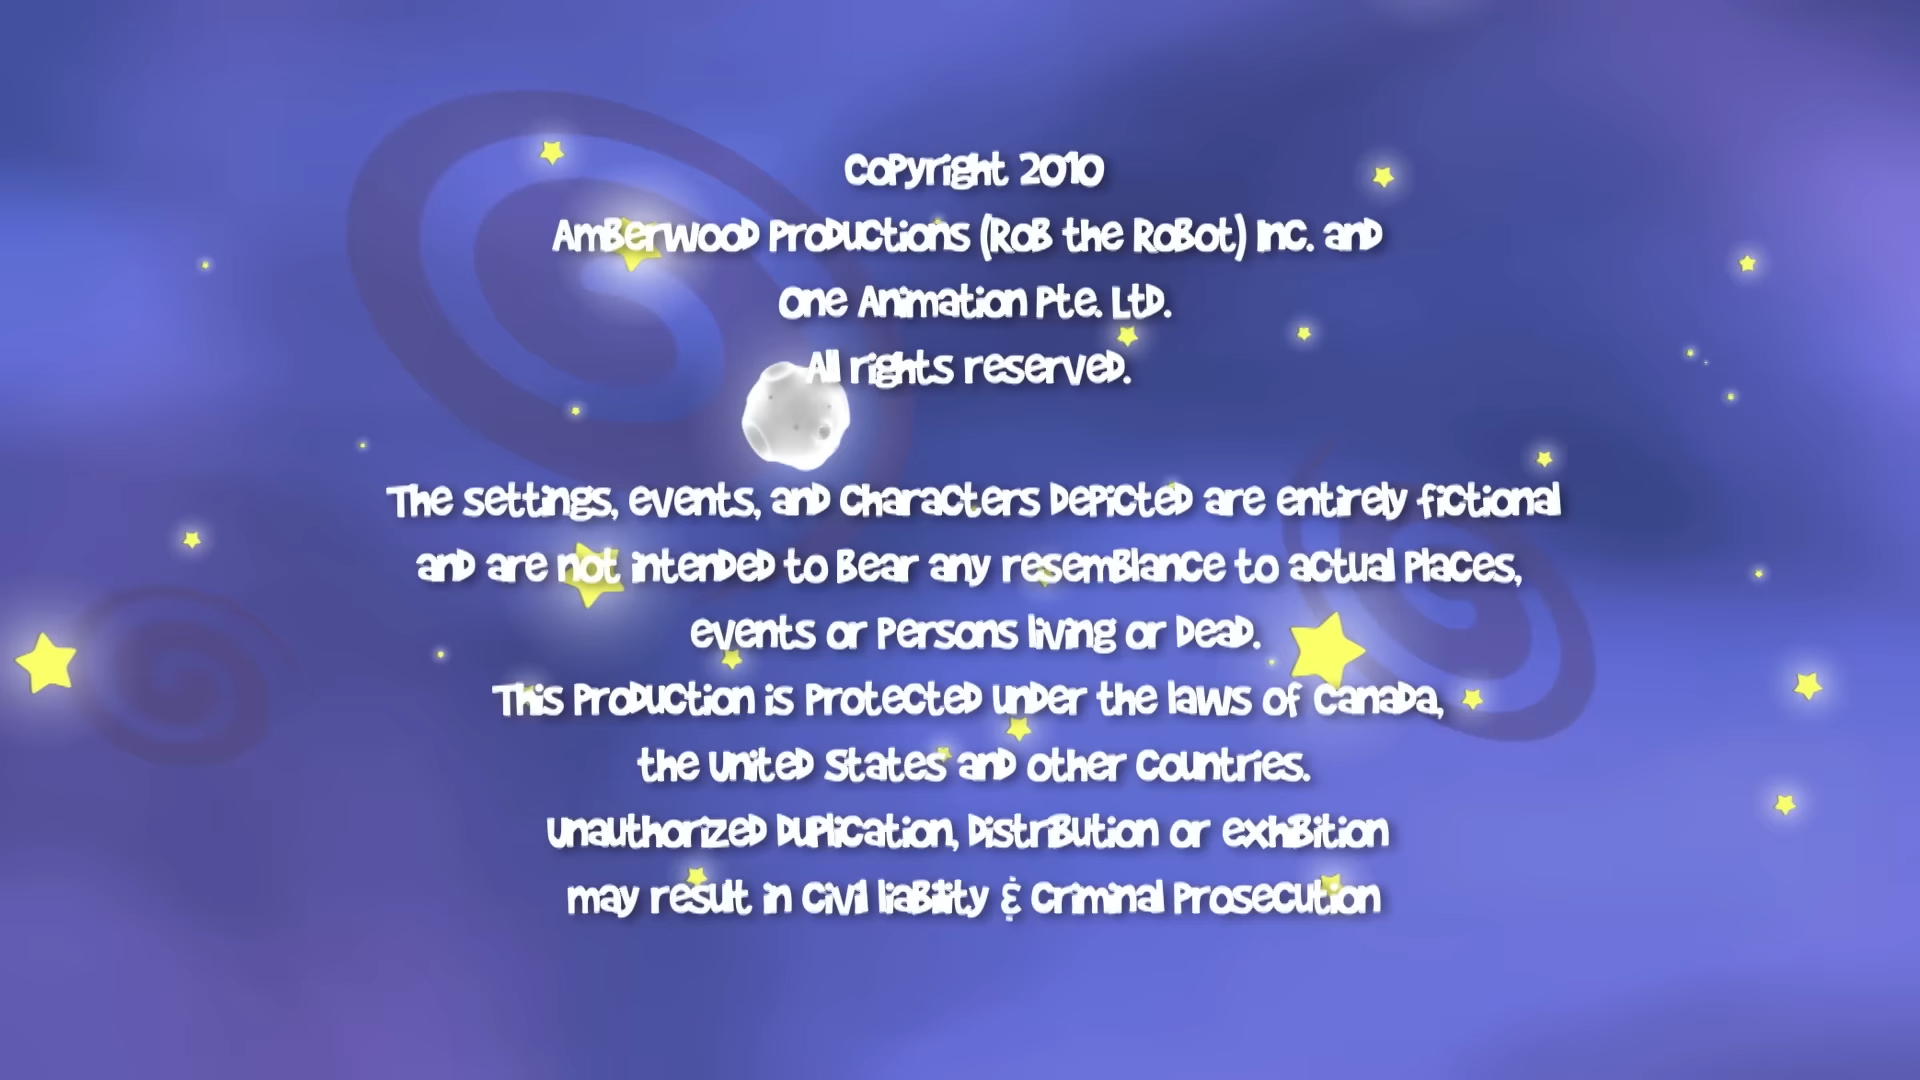 Copyright 2010
Amberwood Productions (Rob the Robot) Inc. and
One Animation Pte. Ltd.
All rights reserved.
The settings, events, and characters depicted are entirely fictional
and are not intended to bear any resemblance to actual places,
events or persons living or dead.
This production is protected under the laws of Canada,
the United States and other countries.
Unauthorized duplication, distribution or exhibition
may result in civil liability & criminal prosecution